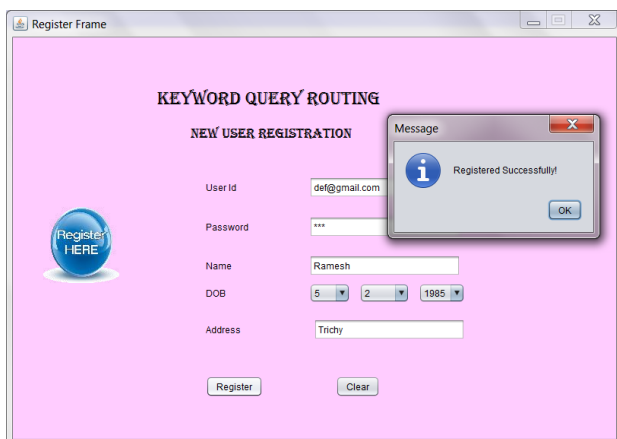 Register Frame
KEYWORD QUERY ROUTING
NEW USER REGISTRATION
Message
Registered Successfully!
OK
User Id def@gmail.com
Password ***
Register
HERE
Name Ramesh
DOB 5 2 1985
Address Trichy
Register Clear